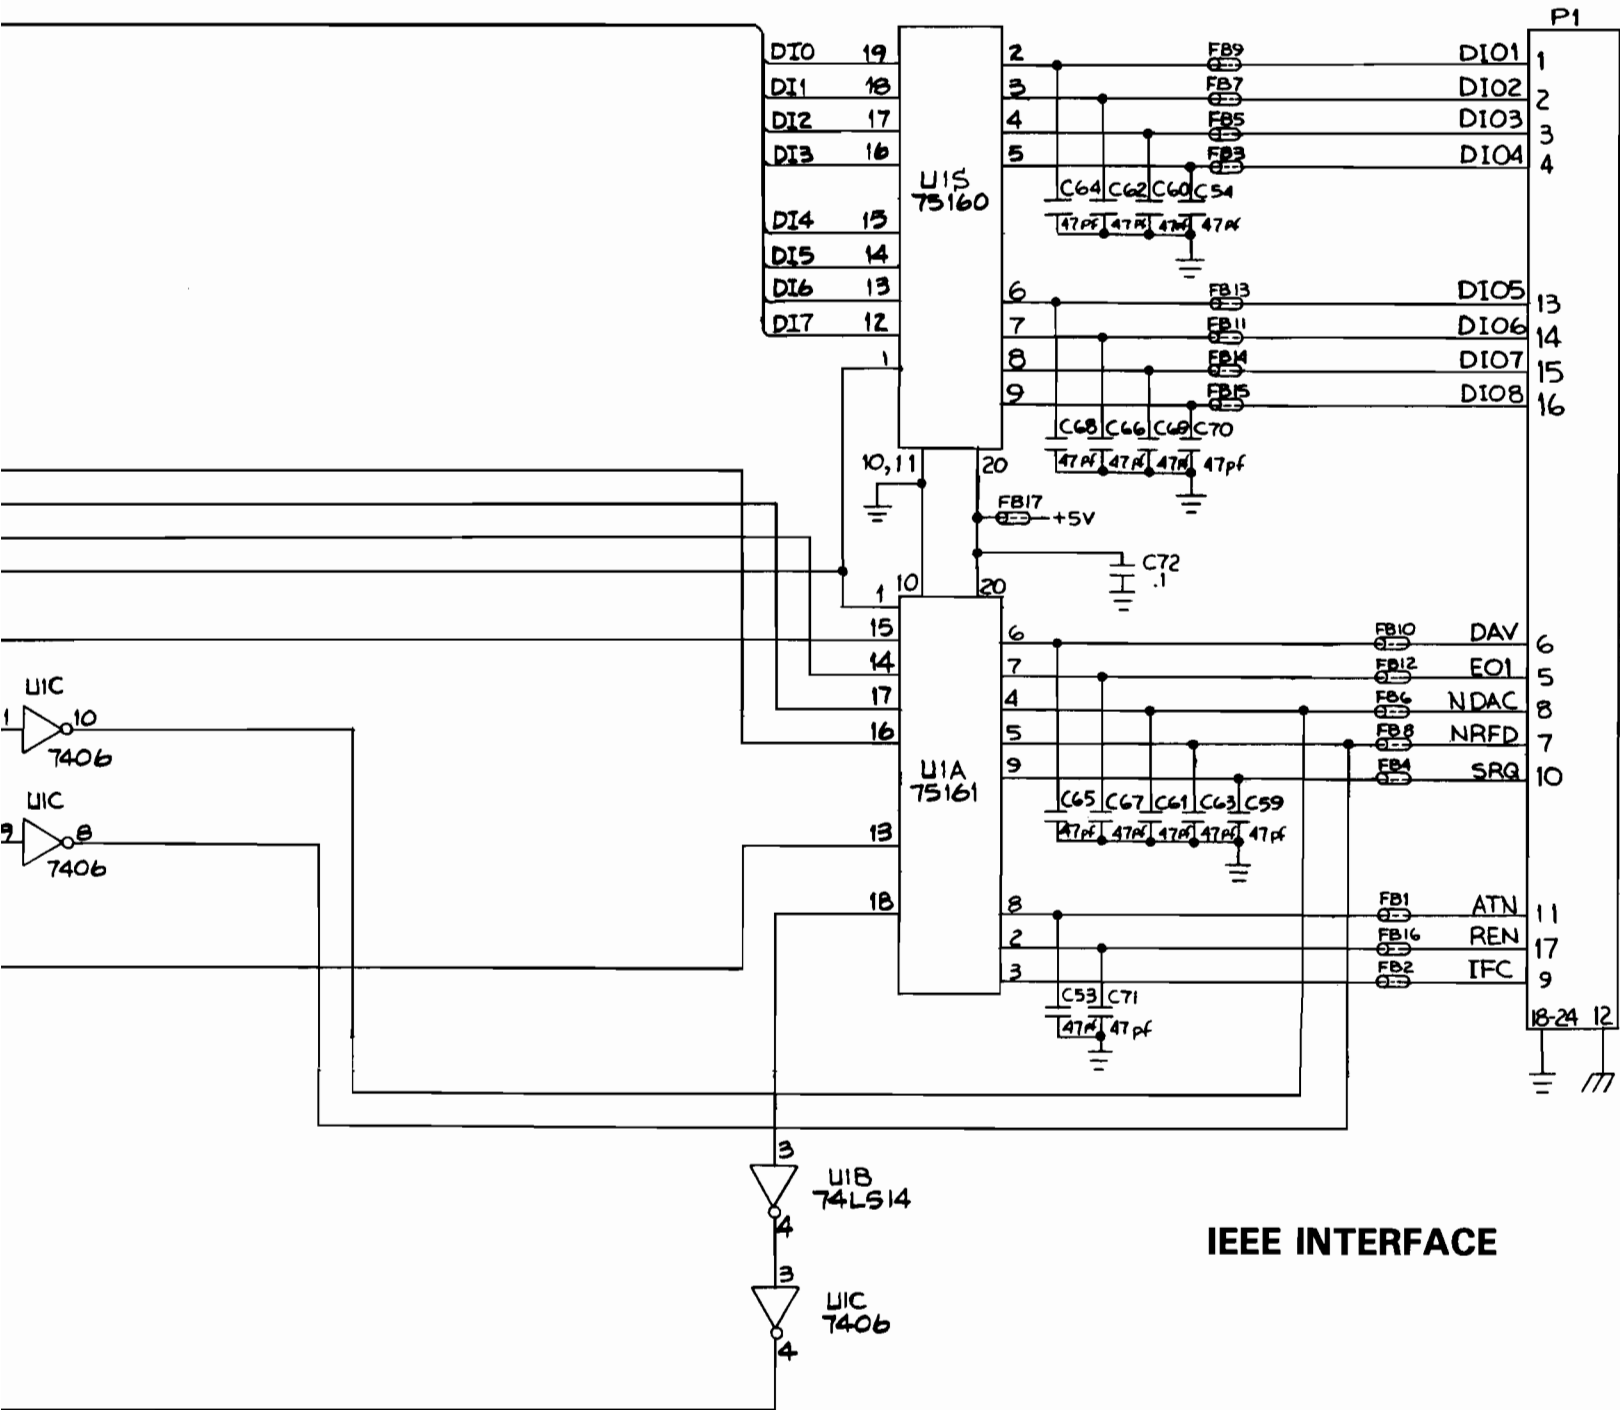 P1
DI0 19
DI1 18
DI2 17
DI3 16
DI4 15
DI5 14
DI6 13
DI7 12
1
U1S
75160
2 FB9 DIO1 1
3 FB7 DIO2 2
4 FB5 DIO3 3
5 FB3 DIO4 4
C64 C62 C60 C54
47pf 47pf 47pf 47pf
6 FB13 DIO5 13
7 FB11 DIO6 14
8 FB14 DIO7 15
9 FB15 DIO8 16
C68 C66 C69 C70
47pf 47pf 47pf 47pf
10,11 20
FB17 +5V
C72
.1
10 20
1
15
14
17
16
13
18
U1A
75161
6 FB10 DAV 6
7 FB12 EO1 5
4 FB6 NDAC 8
5 FB8 NRFD 7
9 FB4 SRQ 10
C65 C67 C61 C63 C59
47pf 47pf 47pf 47pf 47pf
8 FB1 ATN 11
2 FB16 REN 17
3 FB2 IFC 9
C53 C71
47pf 47pf
18-24 12
U1C
1 10
7406
U1C
9 8
7406
3
U1B
74LS14
4
3
U1C
7406
4
IEEE INTERFACE